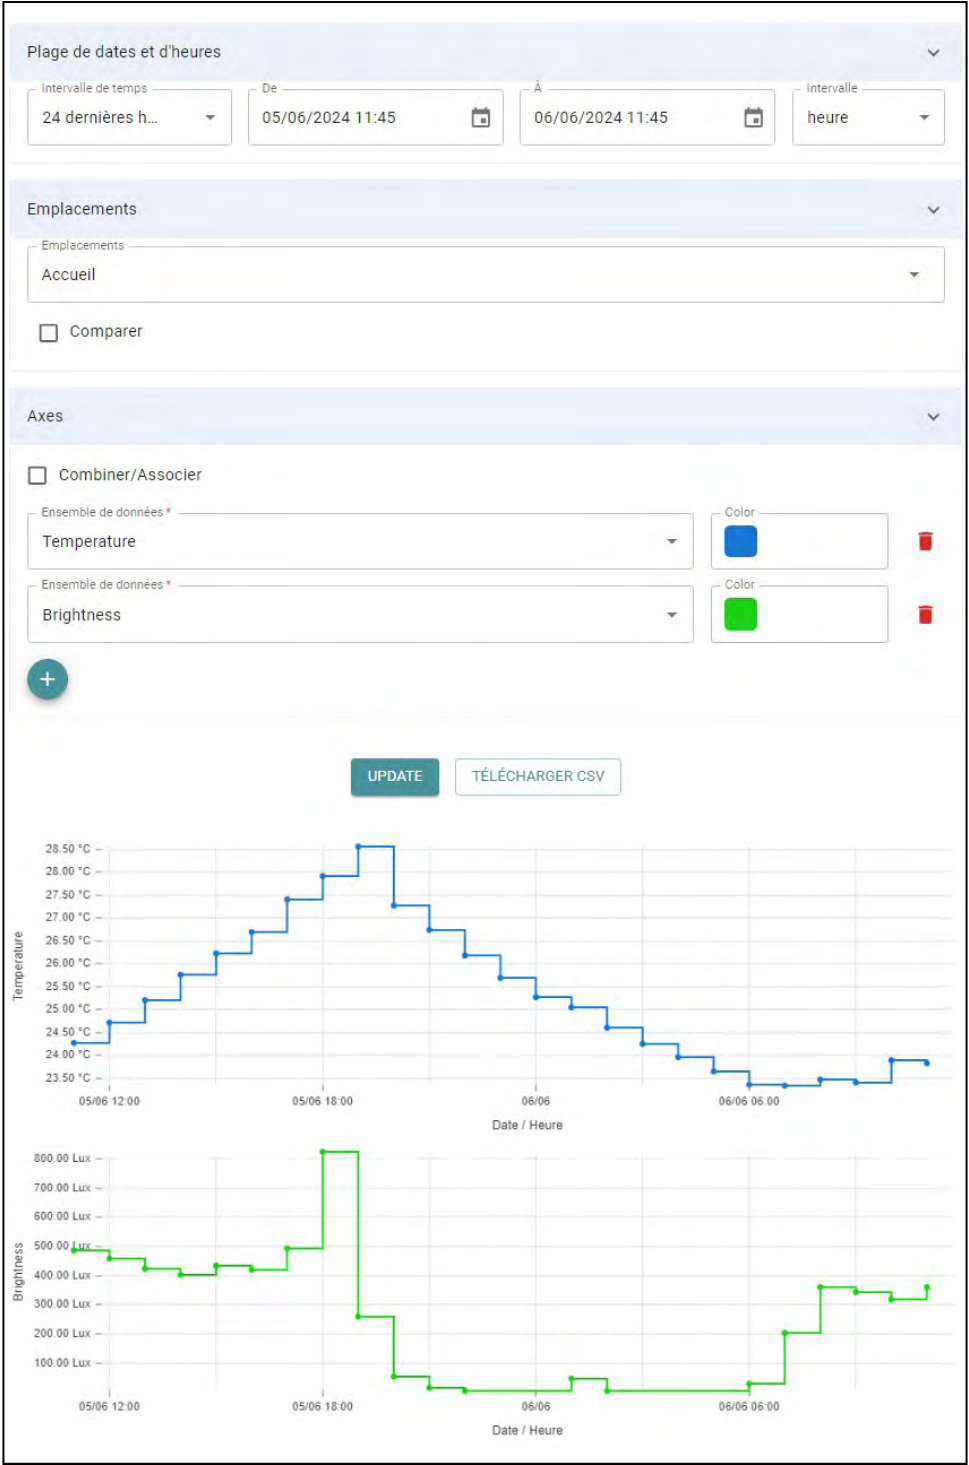 Plage de dates et d'heures
Intervalle de temps De À Intervalle
24 dernières h... 05/06/2024 11:45 06/06/2024 11:45 heure
Emplacements
Emplacements
Accueil
Comparer
Axes
Combiner/Associer
Ensemble de données * Color
Temperature
Ensemble de données * Color
Brightness
+
UPDATE TÉLÉCHARGER CSV
28.50 °C
28.00 °C
27.50 °C
27.00 °C
26.50 °C
26.00 °C
25.50 °C
25.00 °C
24.50 °C
24.00 °C
23.50 °C
Temperature
05/06 12:00 05/06 18:00 06/06 06/06 06:00
Date / Heure
800.00 Lux
700.00 Lux
600.00 Lux
500.00 Lux
400.00 Lux
300.00 Lux
200.00 Lux
100.00 Lux
Brightness
05/06 12:00 05/06 18:00 06/06 06/06 06:00
Date / Heure